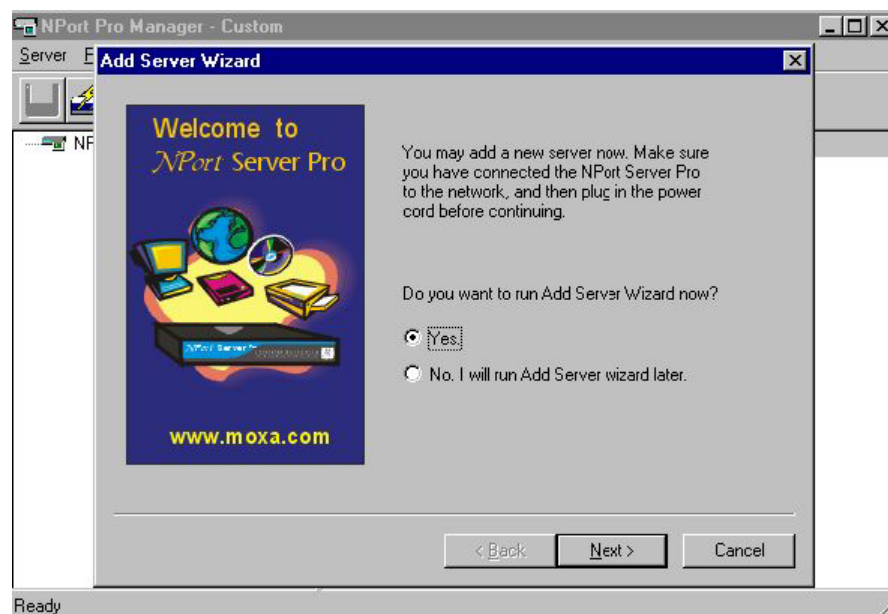 NPort Pro Manager - Custom
Server
Add Server Wizard
Welcome to
NPort Server Pro
You may add a new server now. Make sure
you have connected the NPort Server Pro
to the network, and then plug in the power
cord before continuing.
Do you want to run Add Server Wizard now?
Yes.
No. I will run Add Server wizard later.
NPort Server
www.moxa.com
< Back
Next >
Cancel
Ready